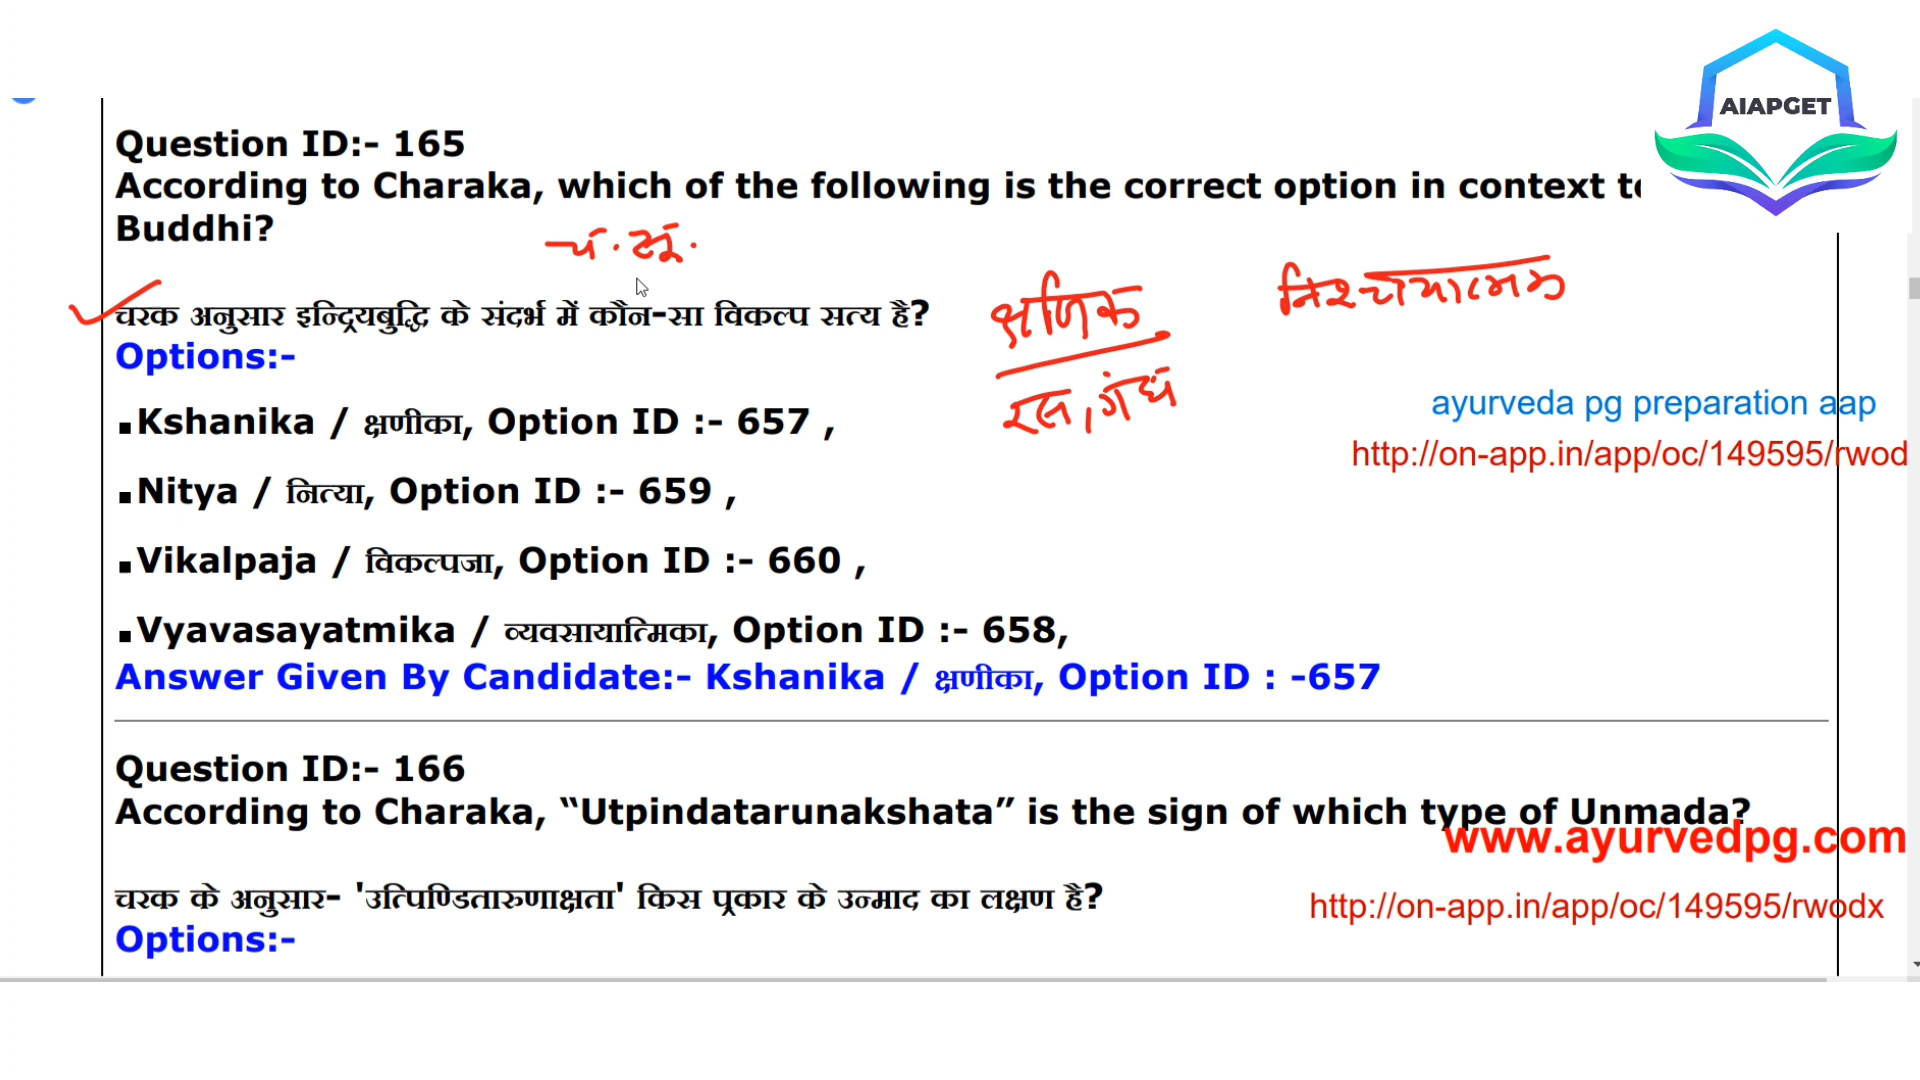 AIAPGET
Question ID:- 165
According to Charaka, which of the following is the correct option in context to
Buddhi?
च. सू.
चरक अनुसार इन्द्रियबुद्धि के संदर्भ में कौन-सा विकल्प सत्य है?
क्षणिक
निश्चयात्मक
Options:-
रस, गंध
ayurveda pg preparation aap
■Kshanika / क्षणीका, Option ID :- 657 ,
http://on-app.in/app/oc/149595/rwod
■Nitya / नित्या, Option ID :- 659 ,
■Vikalpaja / विकल्पजा, Option ID :- 660 ,
■Vyavasayatmika / व्यवसायात्मिका, Option ID :- 658,
Answer Given By Candidate:- Kshanika / क्षणीका, Option ID : -657
Question ID:- 166
According to Charaka, “Utpindatarunakshata” is the sign of which type of Unmada?
www.ayurvedpg.com
चरक के अनुसार- 'उत्पिण्डतारुणाक्षता' किस प्रकार के उन्माद का लक्षण है?
http://on-app.in/app/oc/149595/rwodx
Options:-